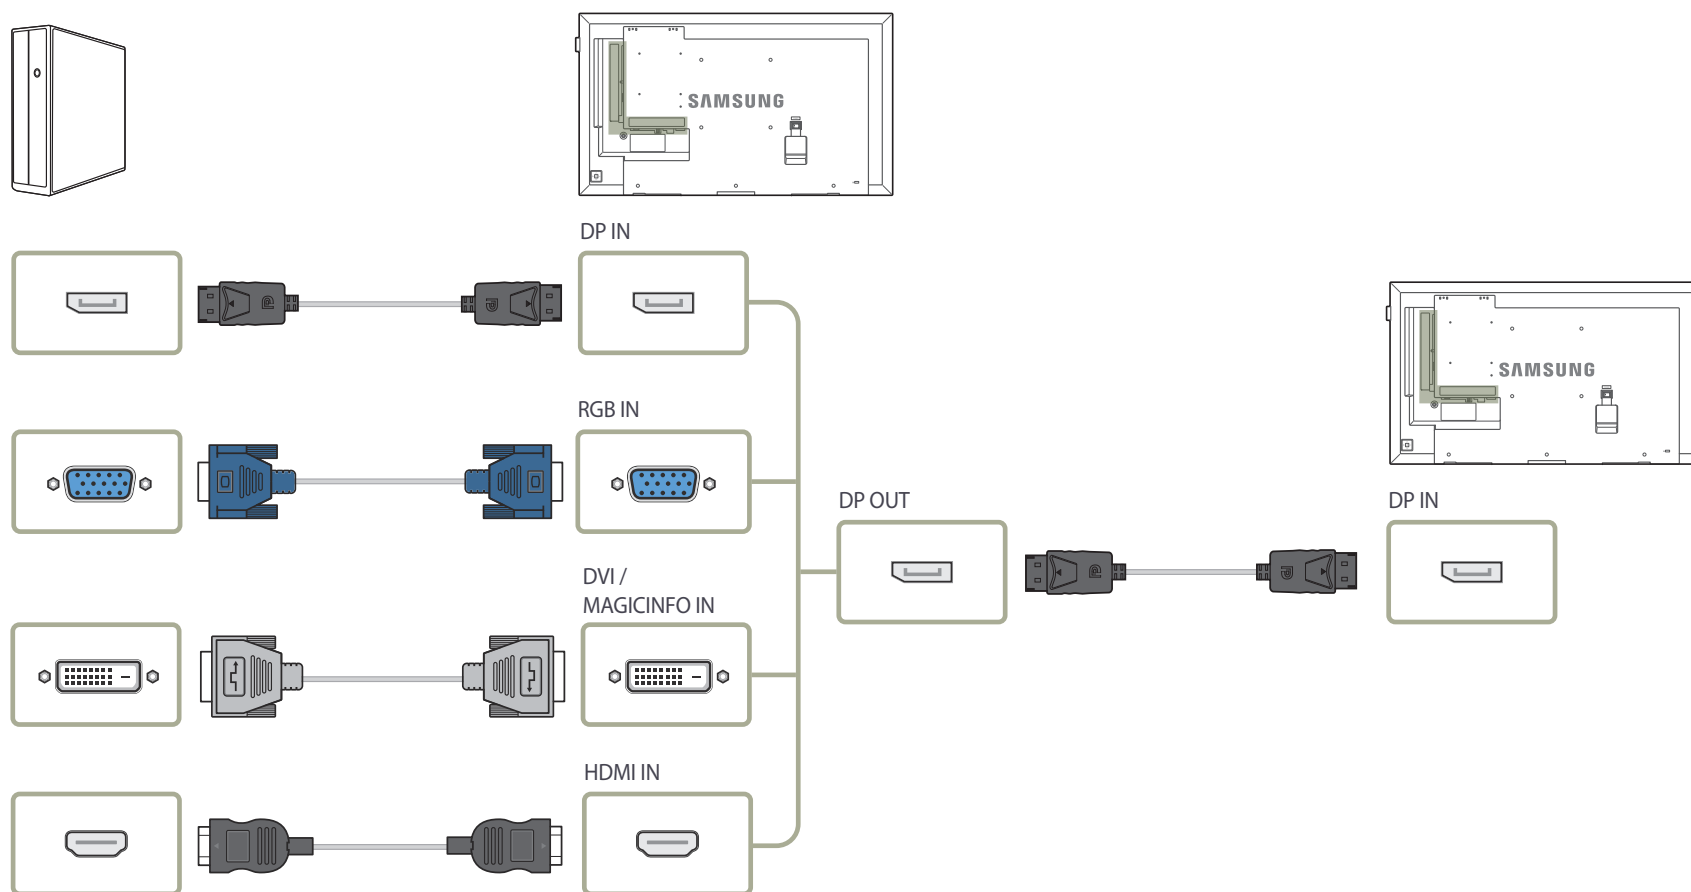 SAMSUNG
DP IN
SAMSUNG
RGB IN
DP OUT
DP IN
DVI /
MAGICINFO IN
HDMI IN